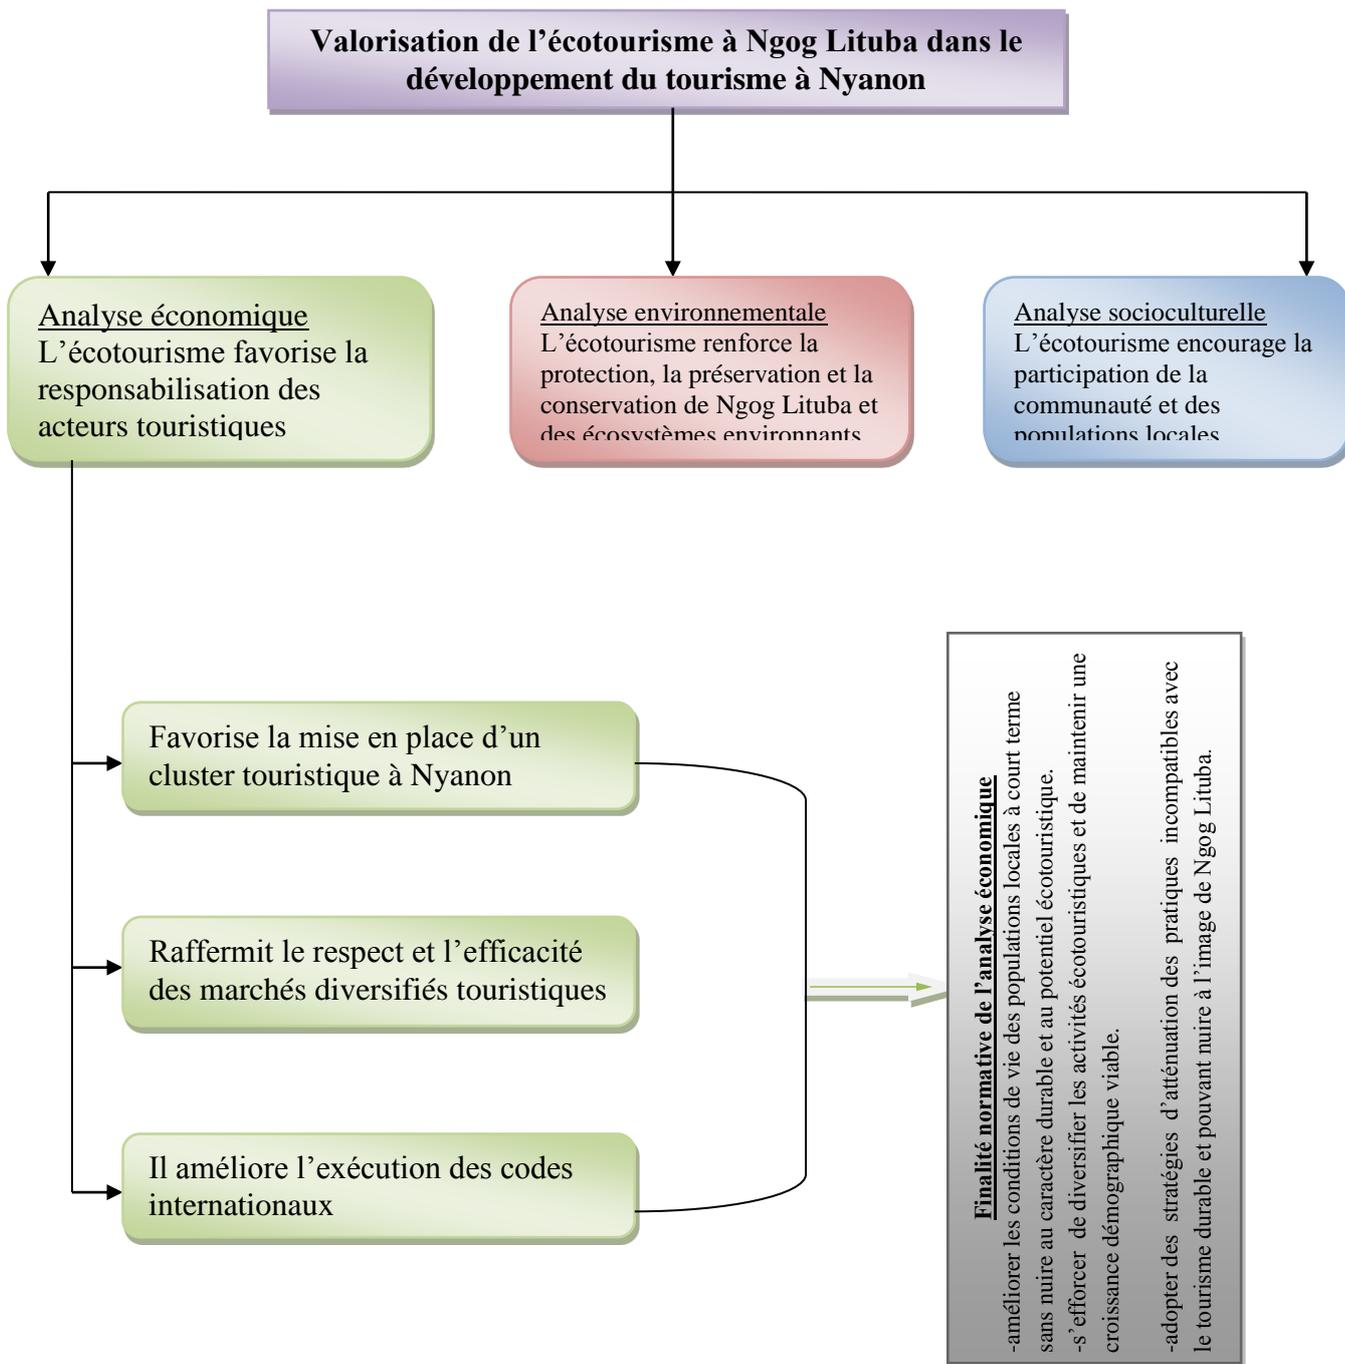 Valorisation de l’écotourisme à Ngog Lituba dans le
développement du tourisme à Nyanon
Analyse économique
L’écotourisme favorise la
responsabilisation des
acteurs touristiques
Analyse environnementale
L’écotourisme renforce la
protection, la préservation et la
conservation de Ngog Lituba et
des écosystèmes environnants
Analyse socioculturelle
L’écotourisme encourage la
participation de la
communauté et des
populations locales
Favorise la mise en place d’un
cluster touristique à Nyanon
Raffermit le respect et l’efficacité
des marchés diversifiés touristiques
Il améliore l’exécution des codes
internationaux
Finalité normative de l’analyse économique
-améliorer les conditions de vie des populations locales à court terme
sans nuire au caractère durable et au potentiel écotouristique.
-s’efforcer de diversifier les activités écotouristiques et de maintenir une
croissance démographique viable.
-adopter des stratégies d’atténuation des pratiques incompatibles avec
le tourisme durable et pouvant nuire à l’image de Ngog Lituba.